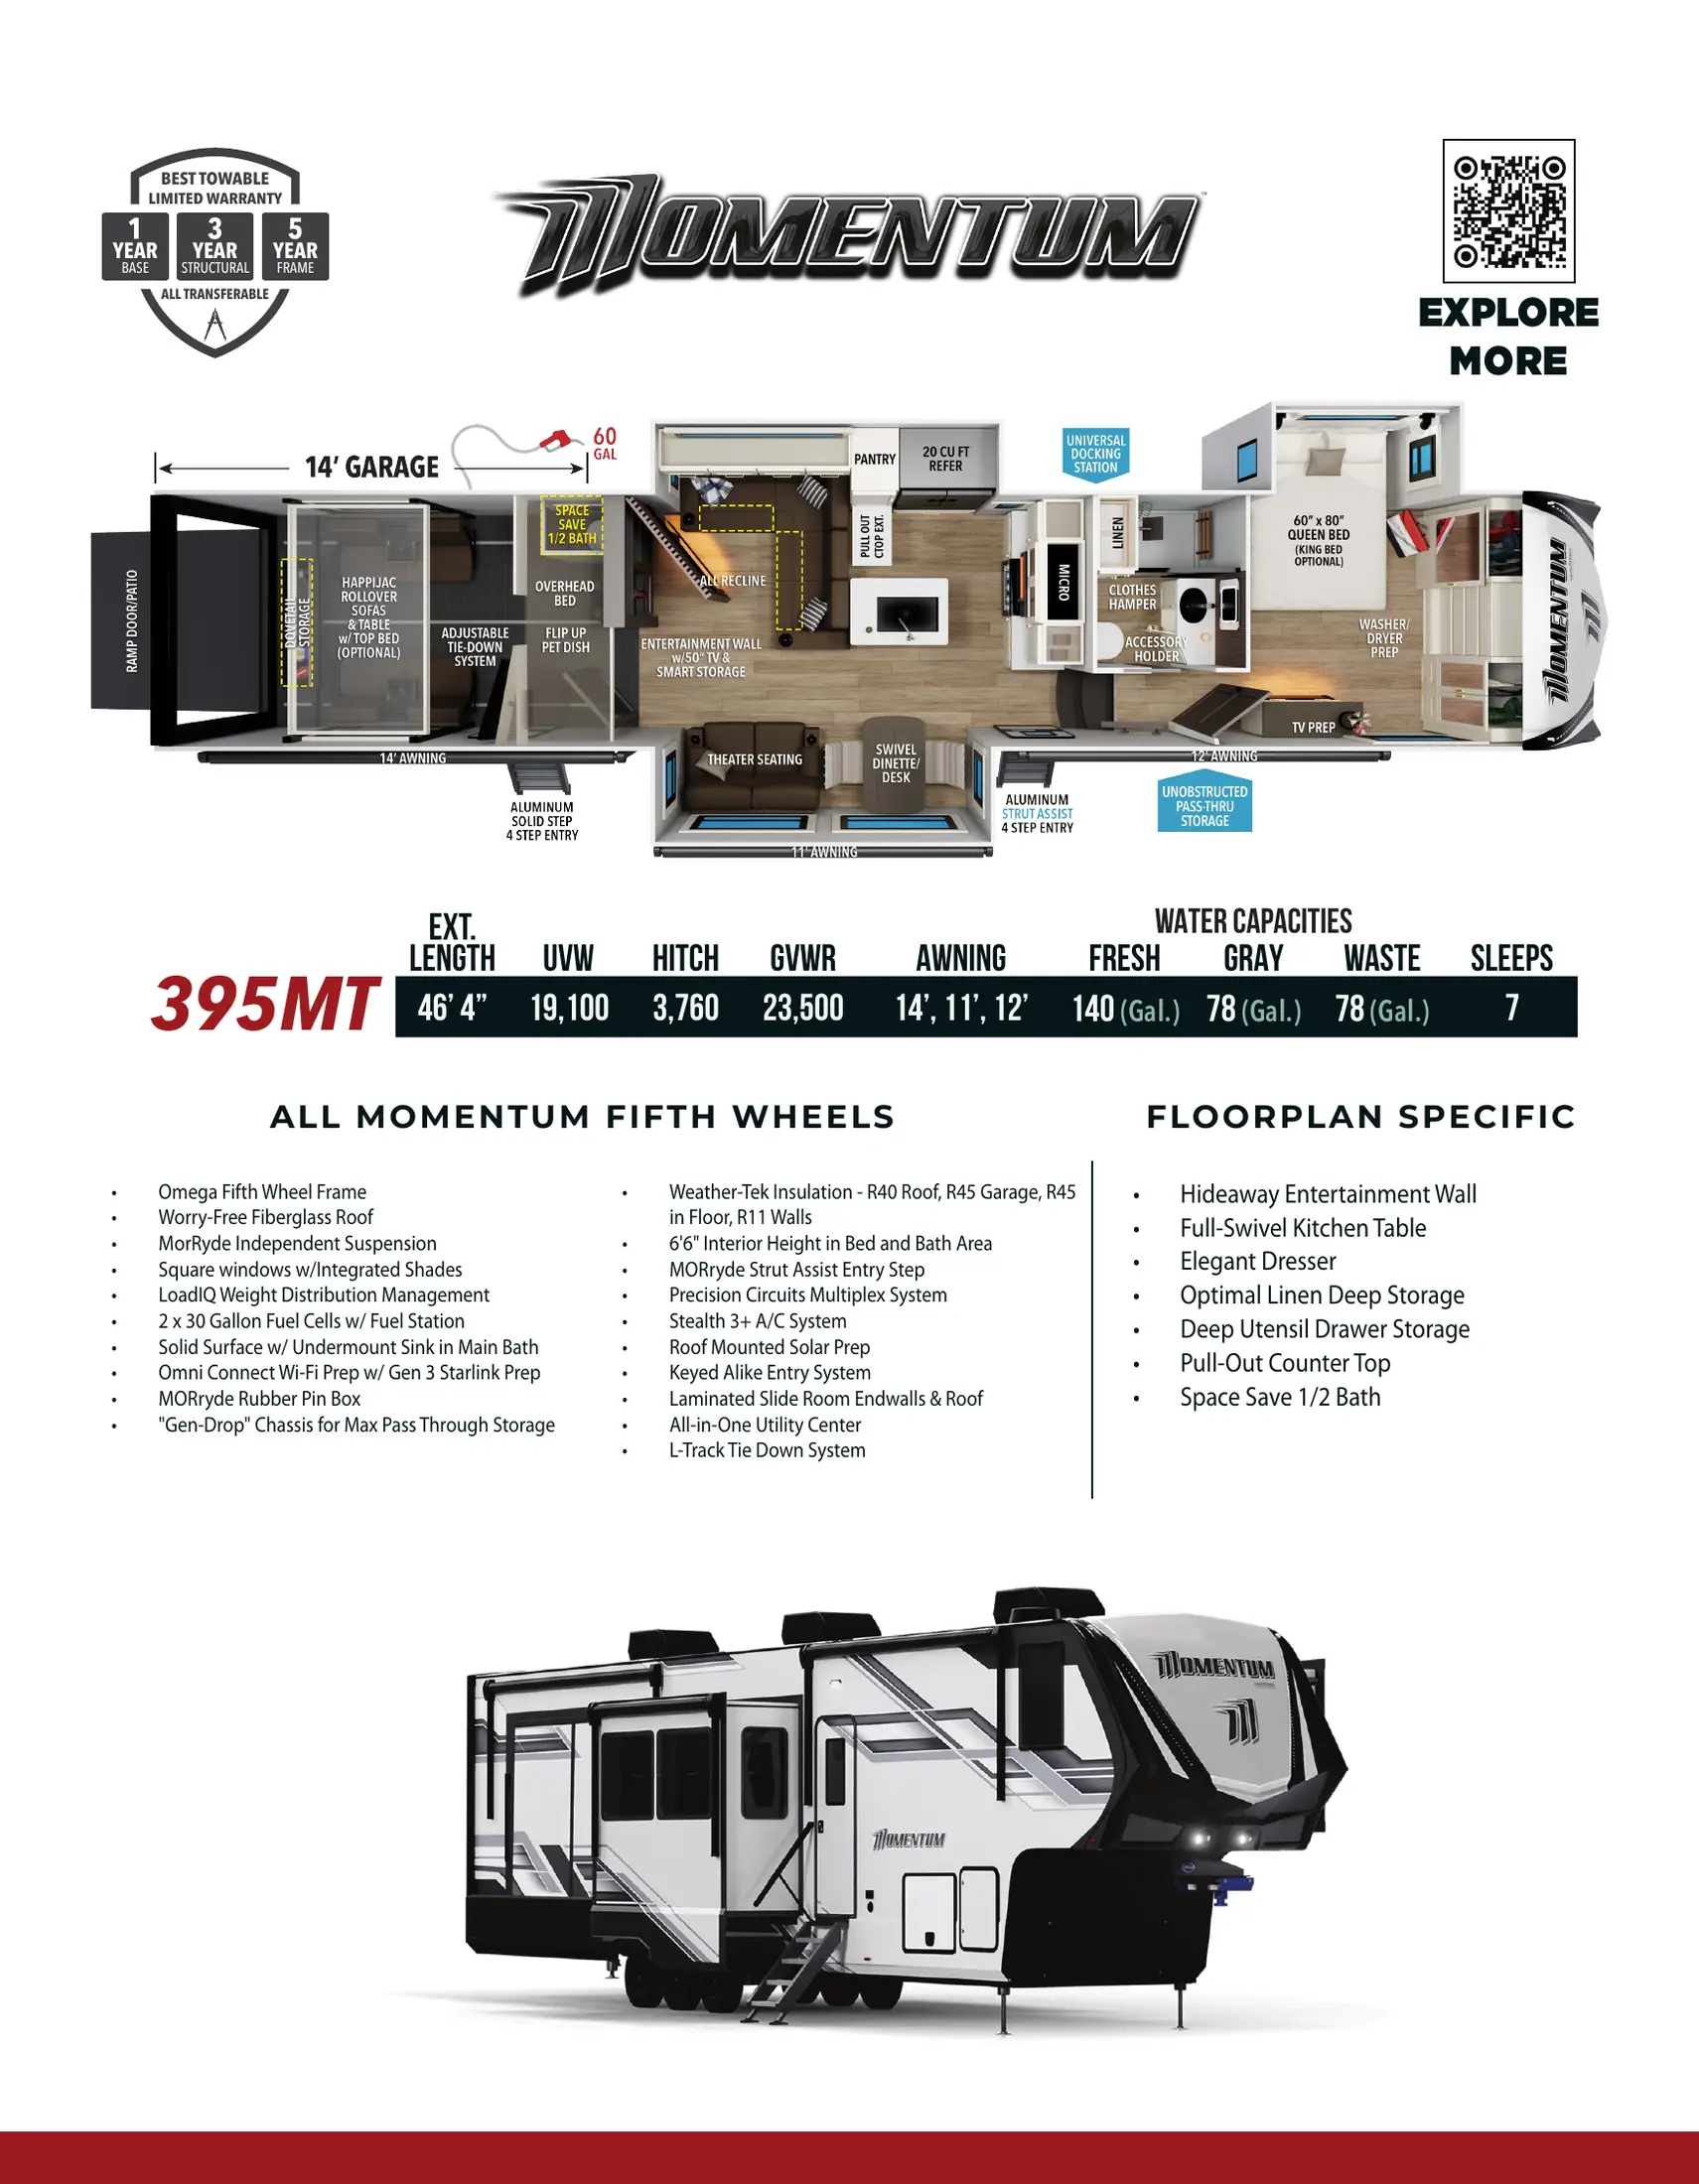 BEST TOWABLE
LIMITED WARRANTY
1 YEAR BASE
3 YEAR STRUCTURAL
5 YEAR FRAME
ALL TRANSFERABLE
MOMENTUM
EXPLORE
MORE
14' GARAGE
60
GAL
RAMP DOOR/PATIO
DOVETAIL
STORAGE
HAPPIJAC
ROLLOVER
SOFAS
& TABLE
w/ TOP BED
(OPTIONAL)
ADJUSTABLE
TIE-DOWN
SYSTEM
SPACE
SAVE
1/2 BATH
OVERHEAD
BED
FLIP UP
PET DISH
ALL RECLINE
ENTERTAINMENT WALL
w/50" TV &
SMART STORAGE
PANTRY
20 CU FT
REFER
PULL OUT
CTOP EXT.
THEATER SEATING
SWIVEL
DINETTE/
DESK
MICRO
UNIVERSAL
DOCKING
STATION
LINEN
CLOTHES
HAMPER
ACCESSORY
HOLDER
60" x 80"
QUEEN BED
(KING BED
OPTIONAL)
WASHER/
DRYER
PREP
TV PREP
MOMENTUM
14' AWNING
ALUMINUM
SOLID STEP
4 STEP ENTRY
11' AWNING
ALUMINUM
STRUT ASSIST
4 STEP ENTRY
12' AWNING
UNOBSTRUCTED
PASS-THRU
STORAGE
WATER CAPACITIES
EXT.
LENGTH UVW HITCH GVWR AWNING FRESH GRAY WASTE SLEEPS
395MT 46' 4" 19,100 3,760 23,500 14', 11', 12' 140 (Gal.) 78 (Gal.) 78 (Gal.) 7
ALL MOMENTUM FIFTH WHEELS
• Omega Fifth Wheel Frame
• Worry-Free Fiberglass Roof
• MorRyde Independent Suspension
• Square windows w/Integrated Shades
• LoadIQ Weight Distribution Management
• 2 x 30 Gallon Fuel Cells w/ Fuel Station
• Solid Surface w/ Undermount Sink in Main Bath
• Omni Connect Wi-Fi Prep w/ Gen 3 Starlink Prep
• MORryde Rubber Pin Box
• "Gen-Drop" Chassis for Max Pass Through Storage
• Weather-Tek Insulation - R40 Roof, R45 Garage, R45
in Floor, R11 Walls
• 6'6" Interior Height in Bed and Bath Area
• MORryde Strut Assist Entry Step
• Precision Circuits Multiplex System
• Stealth 3+ A/C System
• Roof Mounted Solar Prep
• Keyed Alike Entry System
• Laminated Slide Room Endwalls & Roof
• All-in-One Utility Center
• L-Track Tie Down System
FLOORPLAN SPECIFIC
• Hideaway Entertainment Wall
• Full-Swivel Kitchen Table
• Elegant Dresser
• Optimal Linen Deep Storage
• Deep Utensil Drawer Storage
• Pull-Out Counter Top
• Space Save 1/2 Bath
MOMENTUM
MOMENTUM